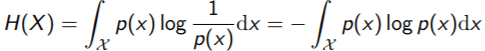 H(X) = ∫_𝒳 p(x) log 1/p(x) dx = − ∫_𝒳 p(x) log p(x)dx